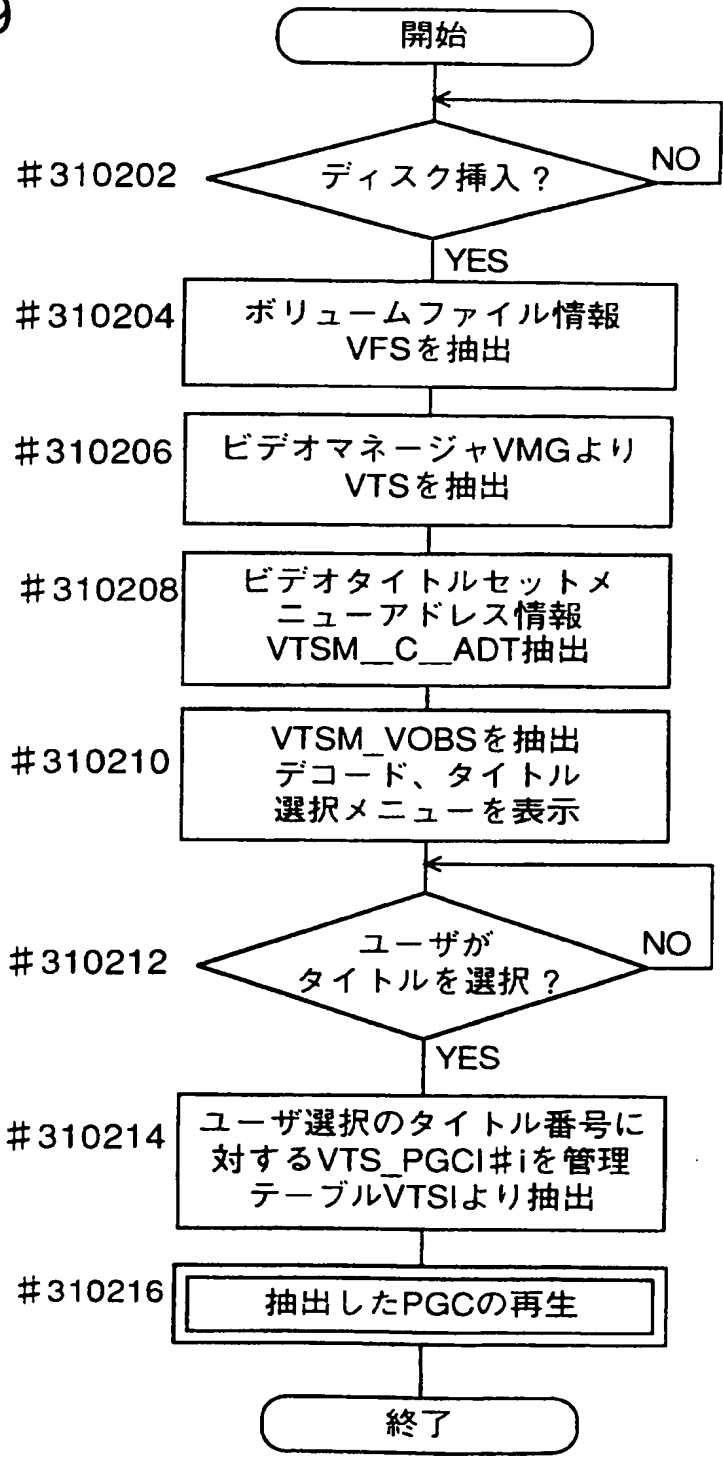 9
開始
#310202
ディスク挿入?
NO
YES
#310204
ボリュームファイル情報
VFSを抽出
#310206
ビデオマネージャVMGより
VTSを抽出
#310208
ビデオタイトルセットメ
ニューアドレス情報
VTSM__C__ADT抽出
#310210
VTSM_VOBSを抽出
デコード、タイトル
選択メニューを表示
#310212
ユーザが
タイトルを選択?
NO
YES
#310214
ユーザ選択のタイトル番号に
対するVTS_PGCI#iを管理
テーブルVTSIより抽出
#310216
抽出したPGCの再生
終了